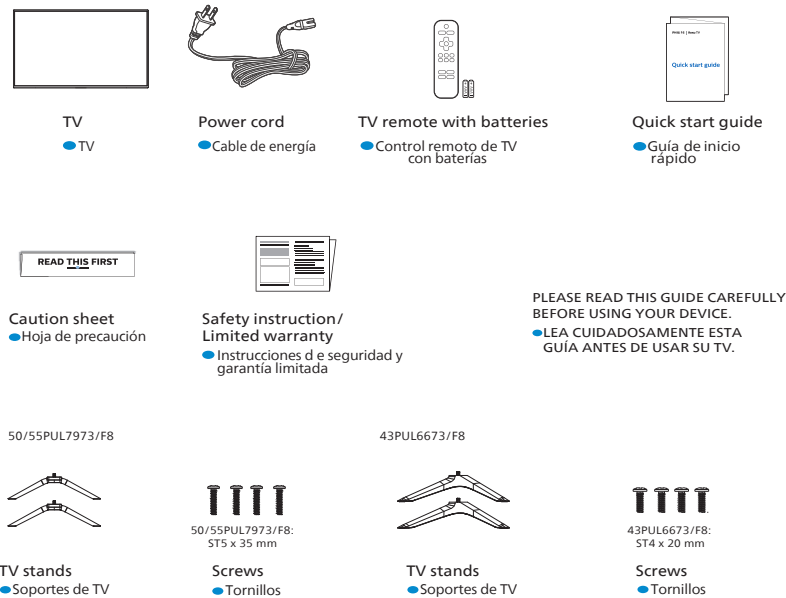 PHILIPS | Roku TV
Quick start guide
TV
TV
Power cord
Cable de energía
TV remote with batteries
Control remoto de TV
con baterías
Quick start guide
Guía de inicio
rápido
READ THIS FIRST
Caution sheet
Hoja de precaución
Safety instruction/
Limited warranty
Instrucciones d e seguridad y
garantía limitada
PLEASE READ THIS GUIDE CAREFULLY
BEFORE USING YOUR DEVICE.
LEA CUIDADOSAMENTE ESTA
GUÍA ANTES DE USAR SU TV.
50/55PUL7973/F8
50/55PUL7973/F8:
ST5 x 35 mm
TV stands
Soportes de TV
Screws
Tornillos
43PUL6673/F8
43PUL6673/F8:
ST4 x 20 mm
TV stands
Soportes de TV
Screws
Tornillos